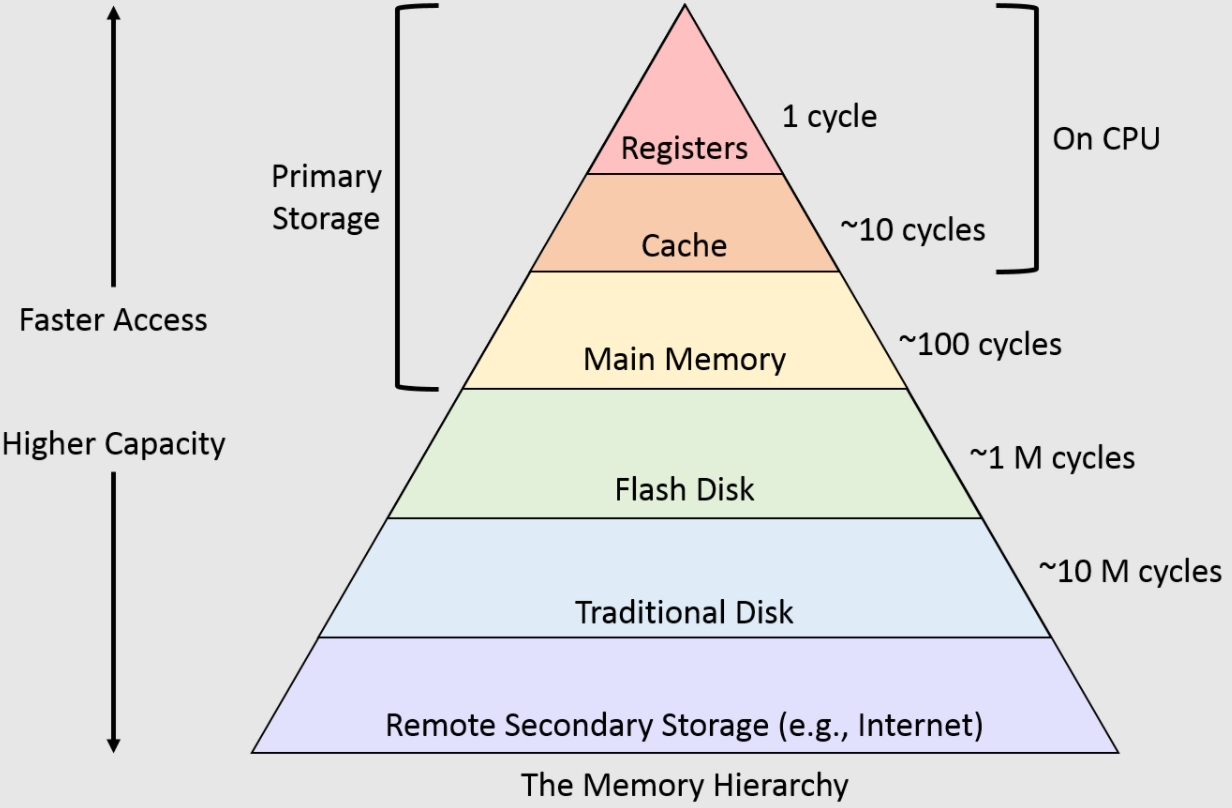 1 cycle
On CPU
Registers
Primary
Storage
~10 cycles
Cache
Faster Access
~100 cycles
Main Memory
Higher Capacity
~1 M cycles
Flash Disk
~10 M cycles
Traditional Disk
Remote Secondary Storage (e.g., Internet)
The Memory Hierarchy